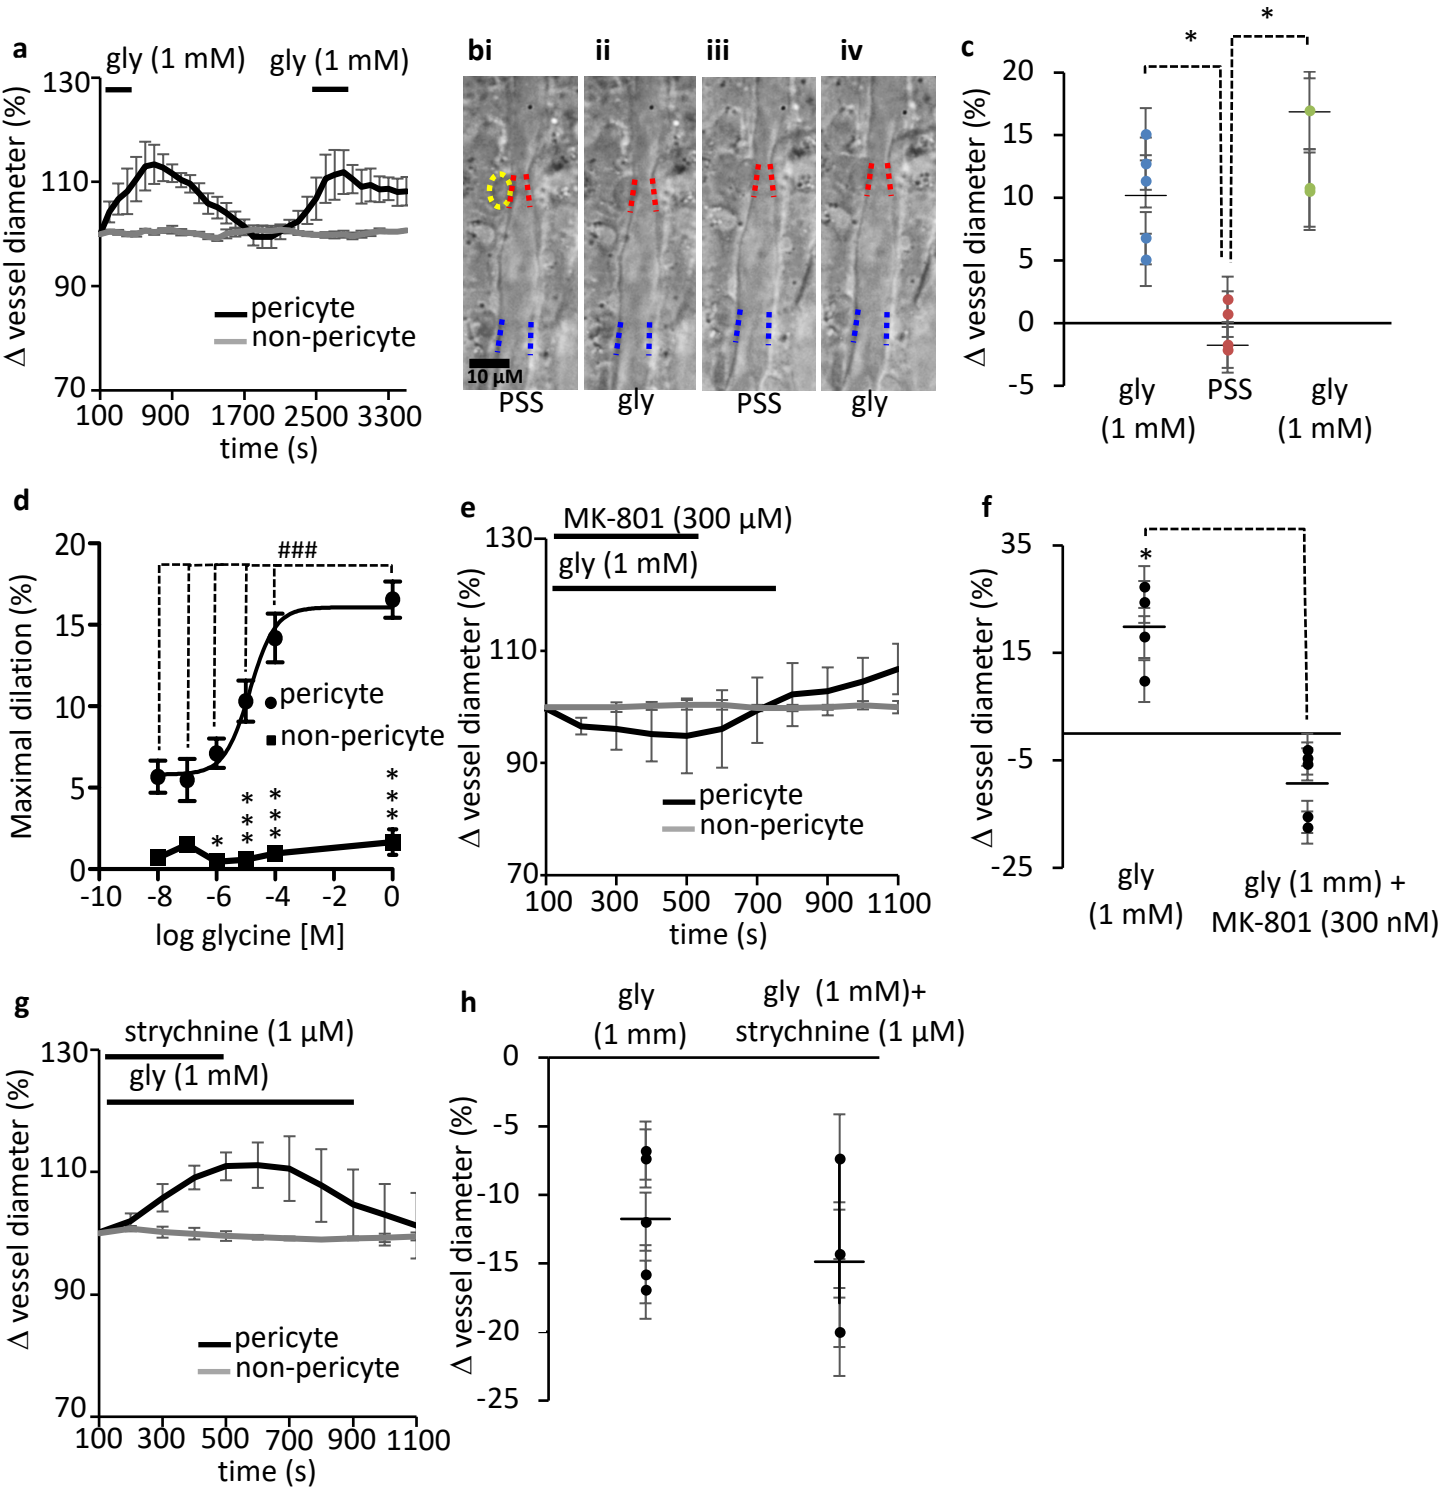 a
gly (1 mM) gly (1 mM)
130
110
90
70
Δ vessel diameter (%)
pericyte
non-pericyte
100 900 1700 2500 3300
time (s)
bi ii iii iv
10 µM
PSS gly PSS gly
c
* *
20
15
10
5
0
-5
Δ vessel diameter (%)
gly PSS gly
(1 mM) (1 mM)
d
20
15
10
5
0
Maximal dilation (%)
###
pericyte
non-pericyte
* *** *** ***
-10 -8 -6 -4 -2 0
log glycine [M]
e
MK-801 (300 µM)
gly (1 mM)
130
110
90
70
Δ vessel diameter (%)
pericyte
non-pericyte
100 300 500 700 900 1100
time (s)
f
*
35
15
-5
-25
Δ vessel diameter (%)
gly gly (1 mm) +
(1 mM) MK-801 (300 nM)
g
strychnine (1 µM)
gly (1 mM)
130
110
90
70
Δ vessel diameter (%)
pericyte
non-pericyte
100 300 500 700 900 1100
time (s)
h
gly gly (1 mM)+
(1 mm) strychnine (1 µM)
0
-5
-10
-15
-20
-25
Δ vessel diameter (%)